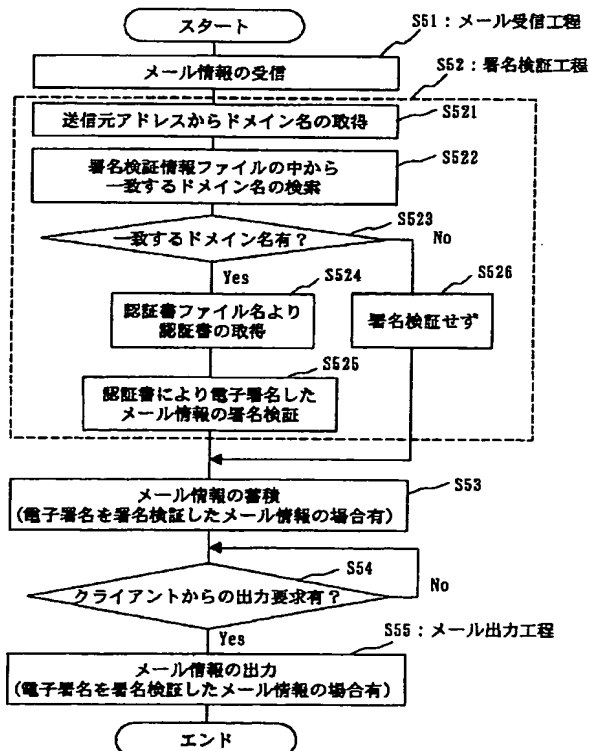 スタート
S51：メール受信工程
メール情報の受信
S52：署名検証工程
送信元アドレスからドメイン名の取得
S521
署名検証情報ファイルの中から
一致するドメイン名の検索
S522
一致するドメイン名有？
S523
No
Yes
S524
S526
認証書ファイル名より
認証書の取得
署名検証せず
S525
認証書により電子署名した
メール情報の署名検証
メール情報の蓄積
(電子署名を署名検証したメール情報の場合有)
S53
S54
クライアントからの出力要求有？
No
Yes
S55：メール出力工程
メール情報の出力
(電子署名を署名検証したメール情報の場合有)
エンド